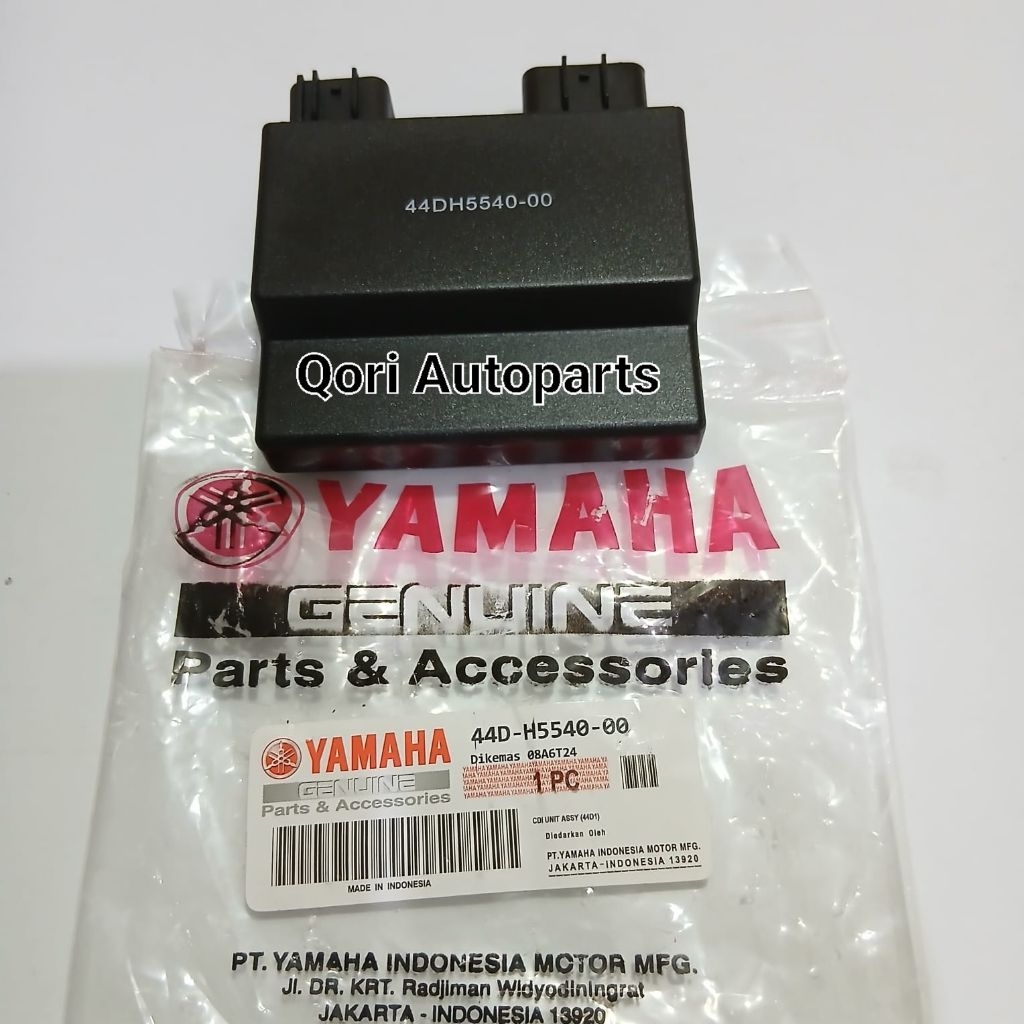 44DH5540-00
Qori Autoparts
YAMAHA
GENUINE
Parts & Accessories
YAMAHA
GENUINE
Parts & Accessories
44D-H5540-00
Dikemas 08A6T24
1 PC
CDI UNIT ASSY (44D1)
Diedarkan Oleh
PT.YAMAHA INDONESIA MOTOR MFG.
JAKARTA-INDONESIA 13920
MADE IN INDONESIA
PT. YAMAHA INDONESIA MOTOR MFG.
Jl. DR. KRT. Radjiman Widyodiningrat
JAKARTA - INDONESIA 13920